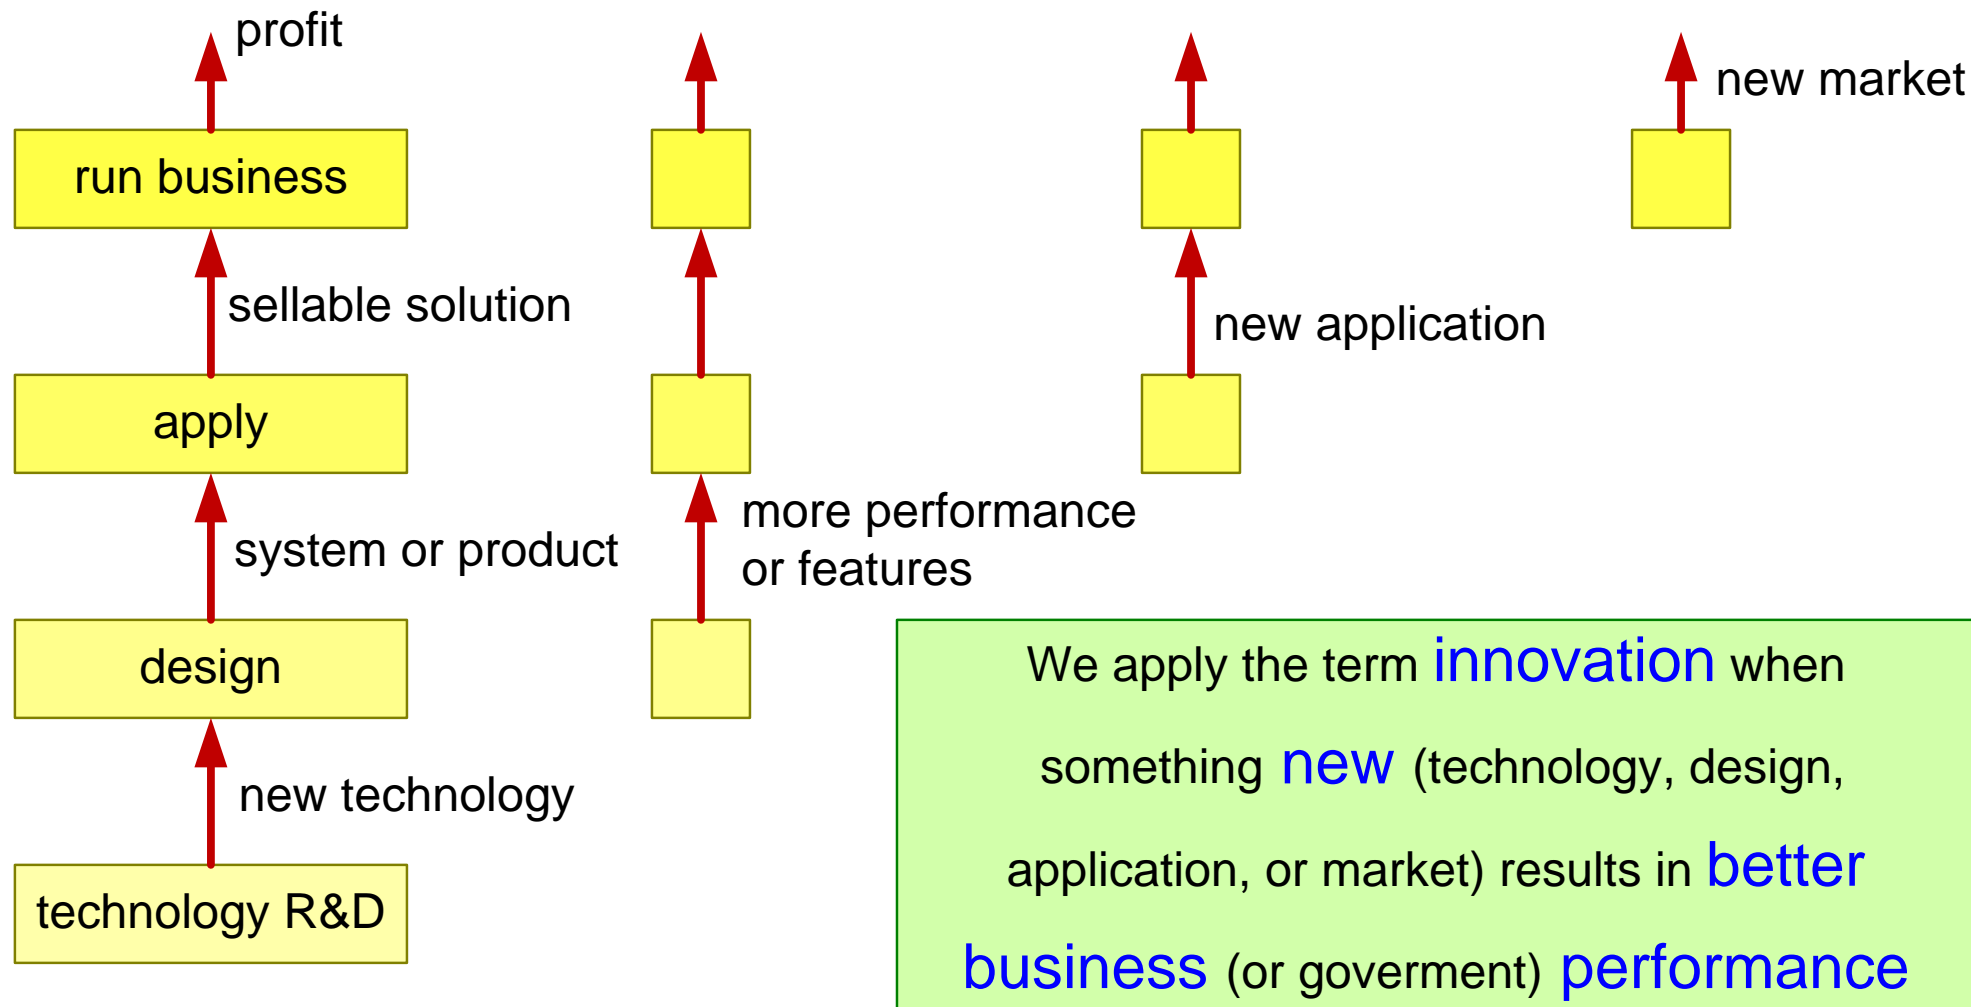 profit
new market
run business
sellable solution
new application
apply
more performance
or features
system or product
design
new technology
technology R&D
We apply the term innovation when
something new (technology, design,
application, or market) results in better
business (or goverment) performance